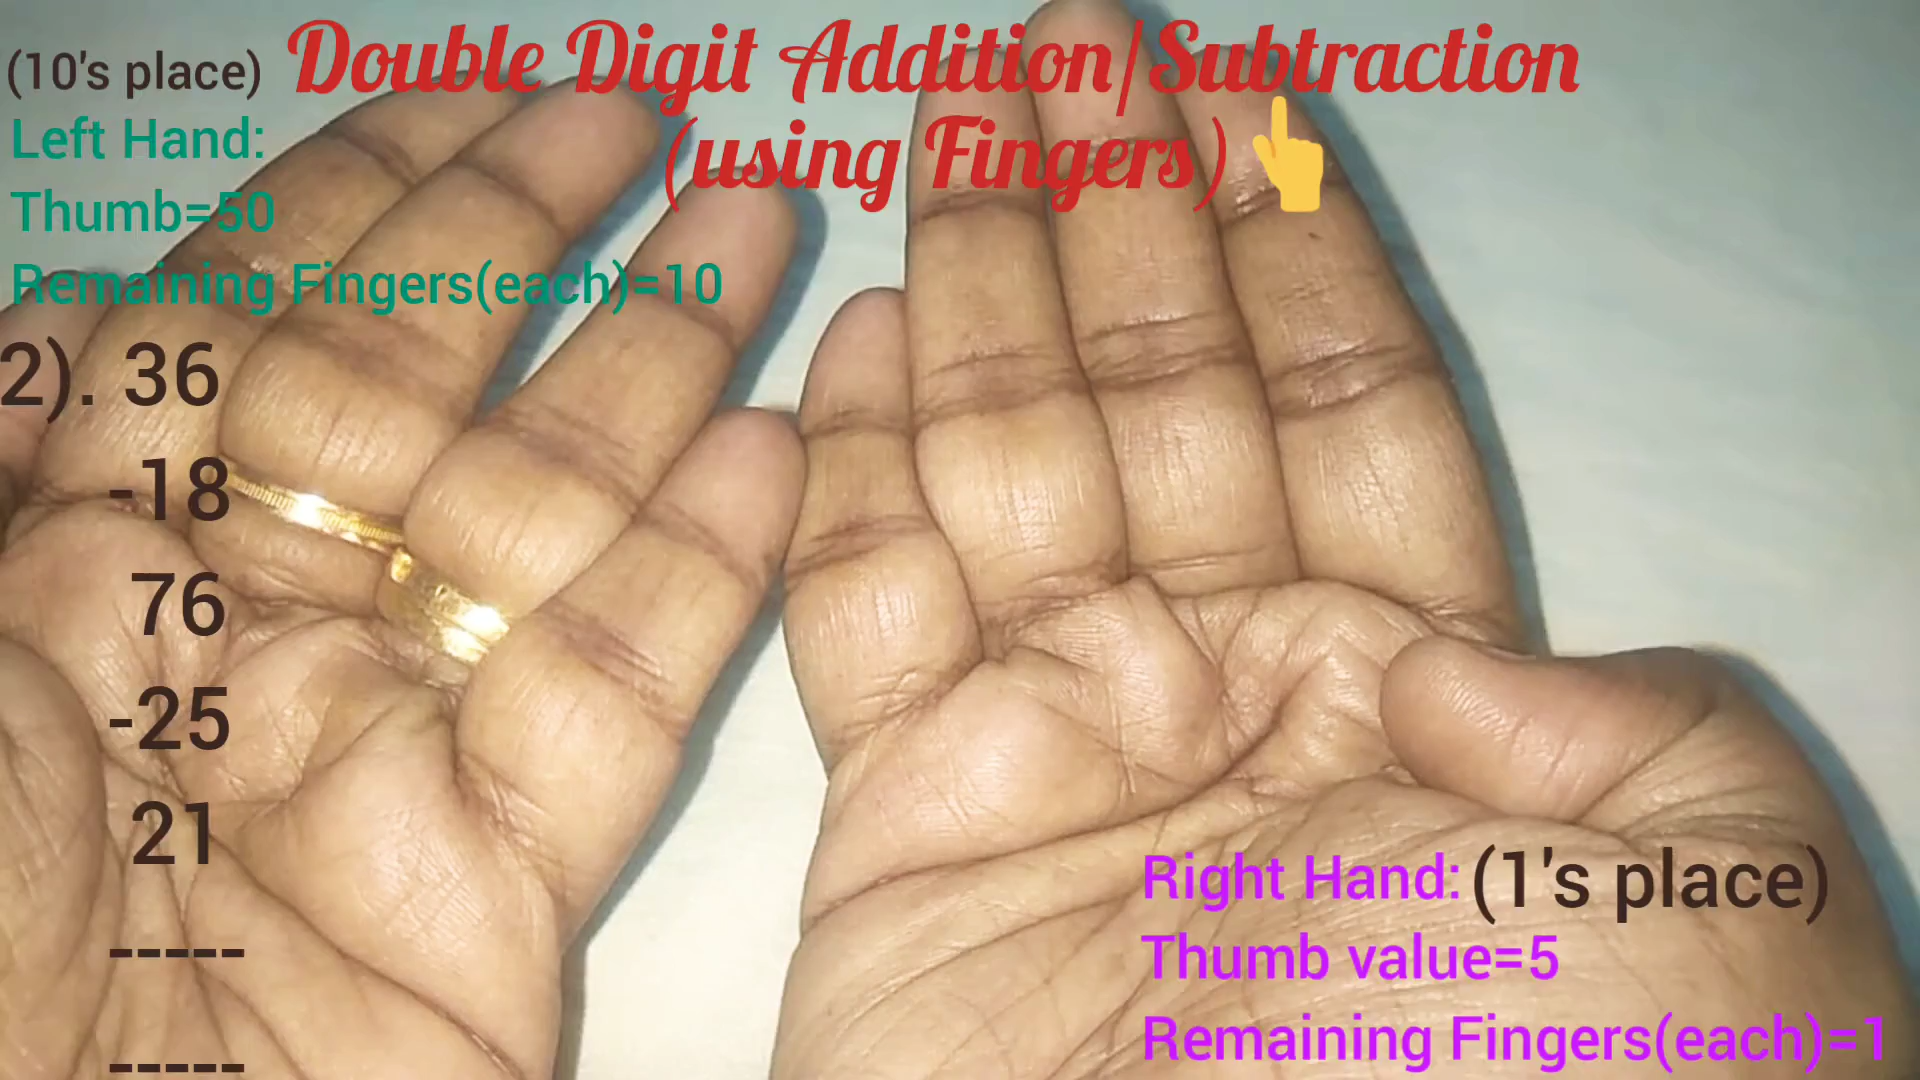 Double Digit Addition/Subtraction
(using Fingers)
(10's place)
Left Hand:
Thumb=50
Remaining Fingers(each)=10
2). 36
-18
76
-25
21
-----
-----
Right Hand: (1's place)
Thumb value=5
Remaining Fingers(each)=1